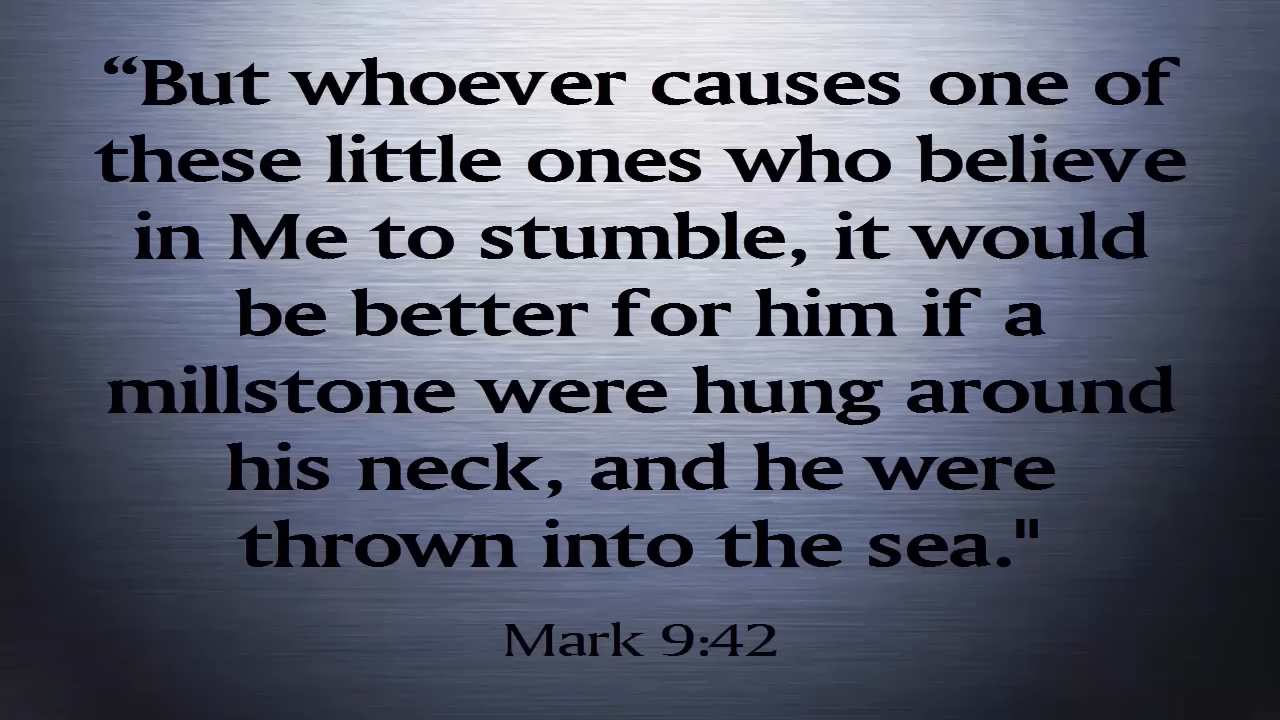 “But whoever causes one of
these little ones who believe
in Me to stumble, it would
be better for him if a
millstone were hung around
his neck, and he were
thrown into the sea."
Mark 9:42